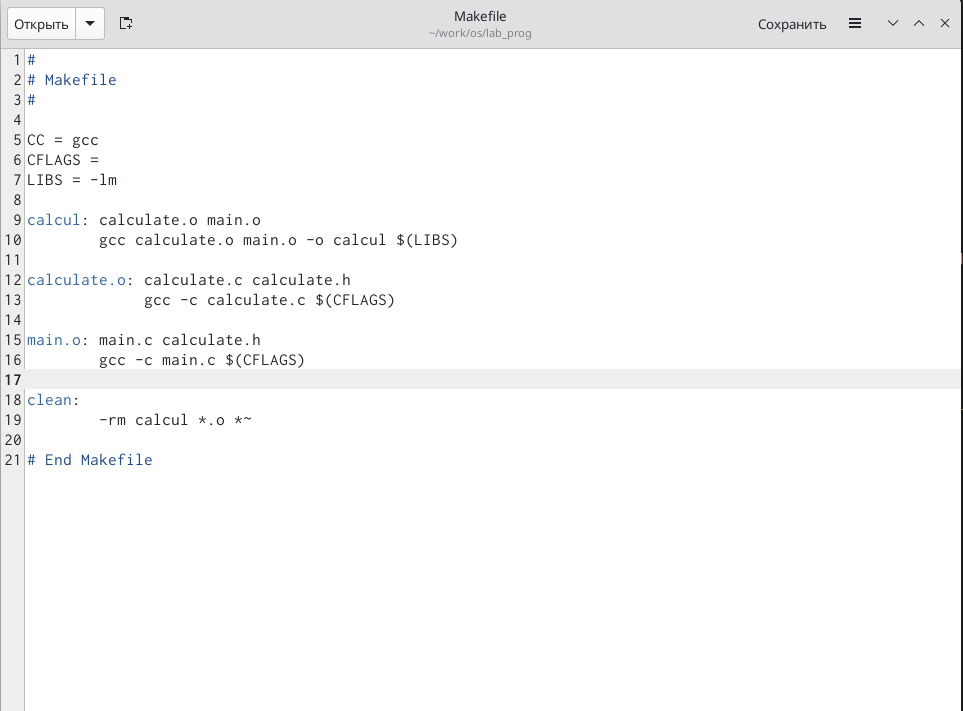 Открыть
Makefile
~/work/os/lab_prog
Сохранить
1 #
2 # Makefile
3 #
4
5 CC = gcc
6 CFLAGS =
7 LIBS = -lm
8
9 calcul: calculate.o main.o
10 gcc calculate.o main.o -o calcul $(LIBS)
11
12 calculate.o: calculate.c calculate.h
13 gcc -c calculate.c $(CFLAGS)
14
15 main.o: main.c calculate.h
16 gcc -c main.c $(CFLAGS)
17
18 clean:
19 -rm calcul *.o *~
20
21 # End Makefile